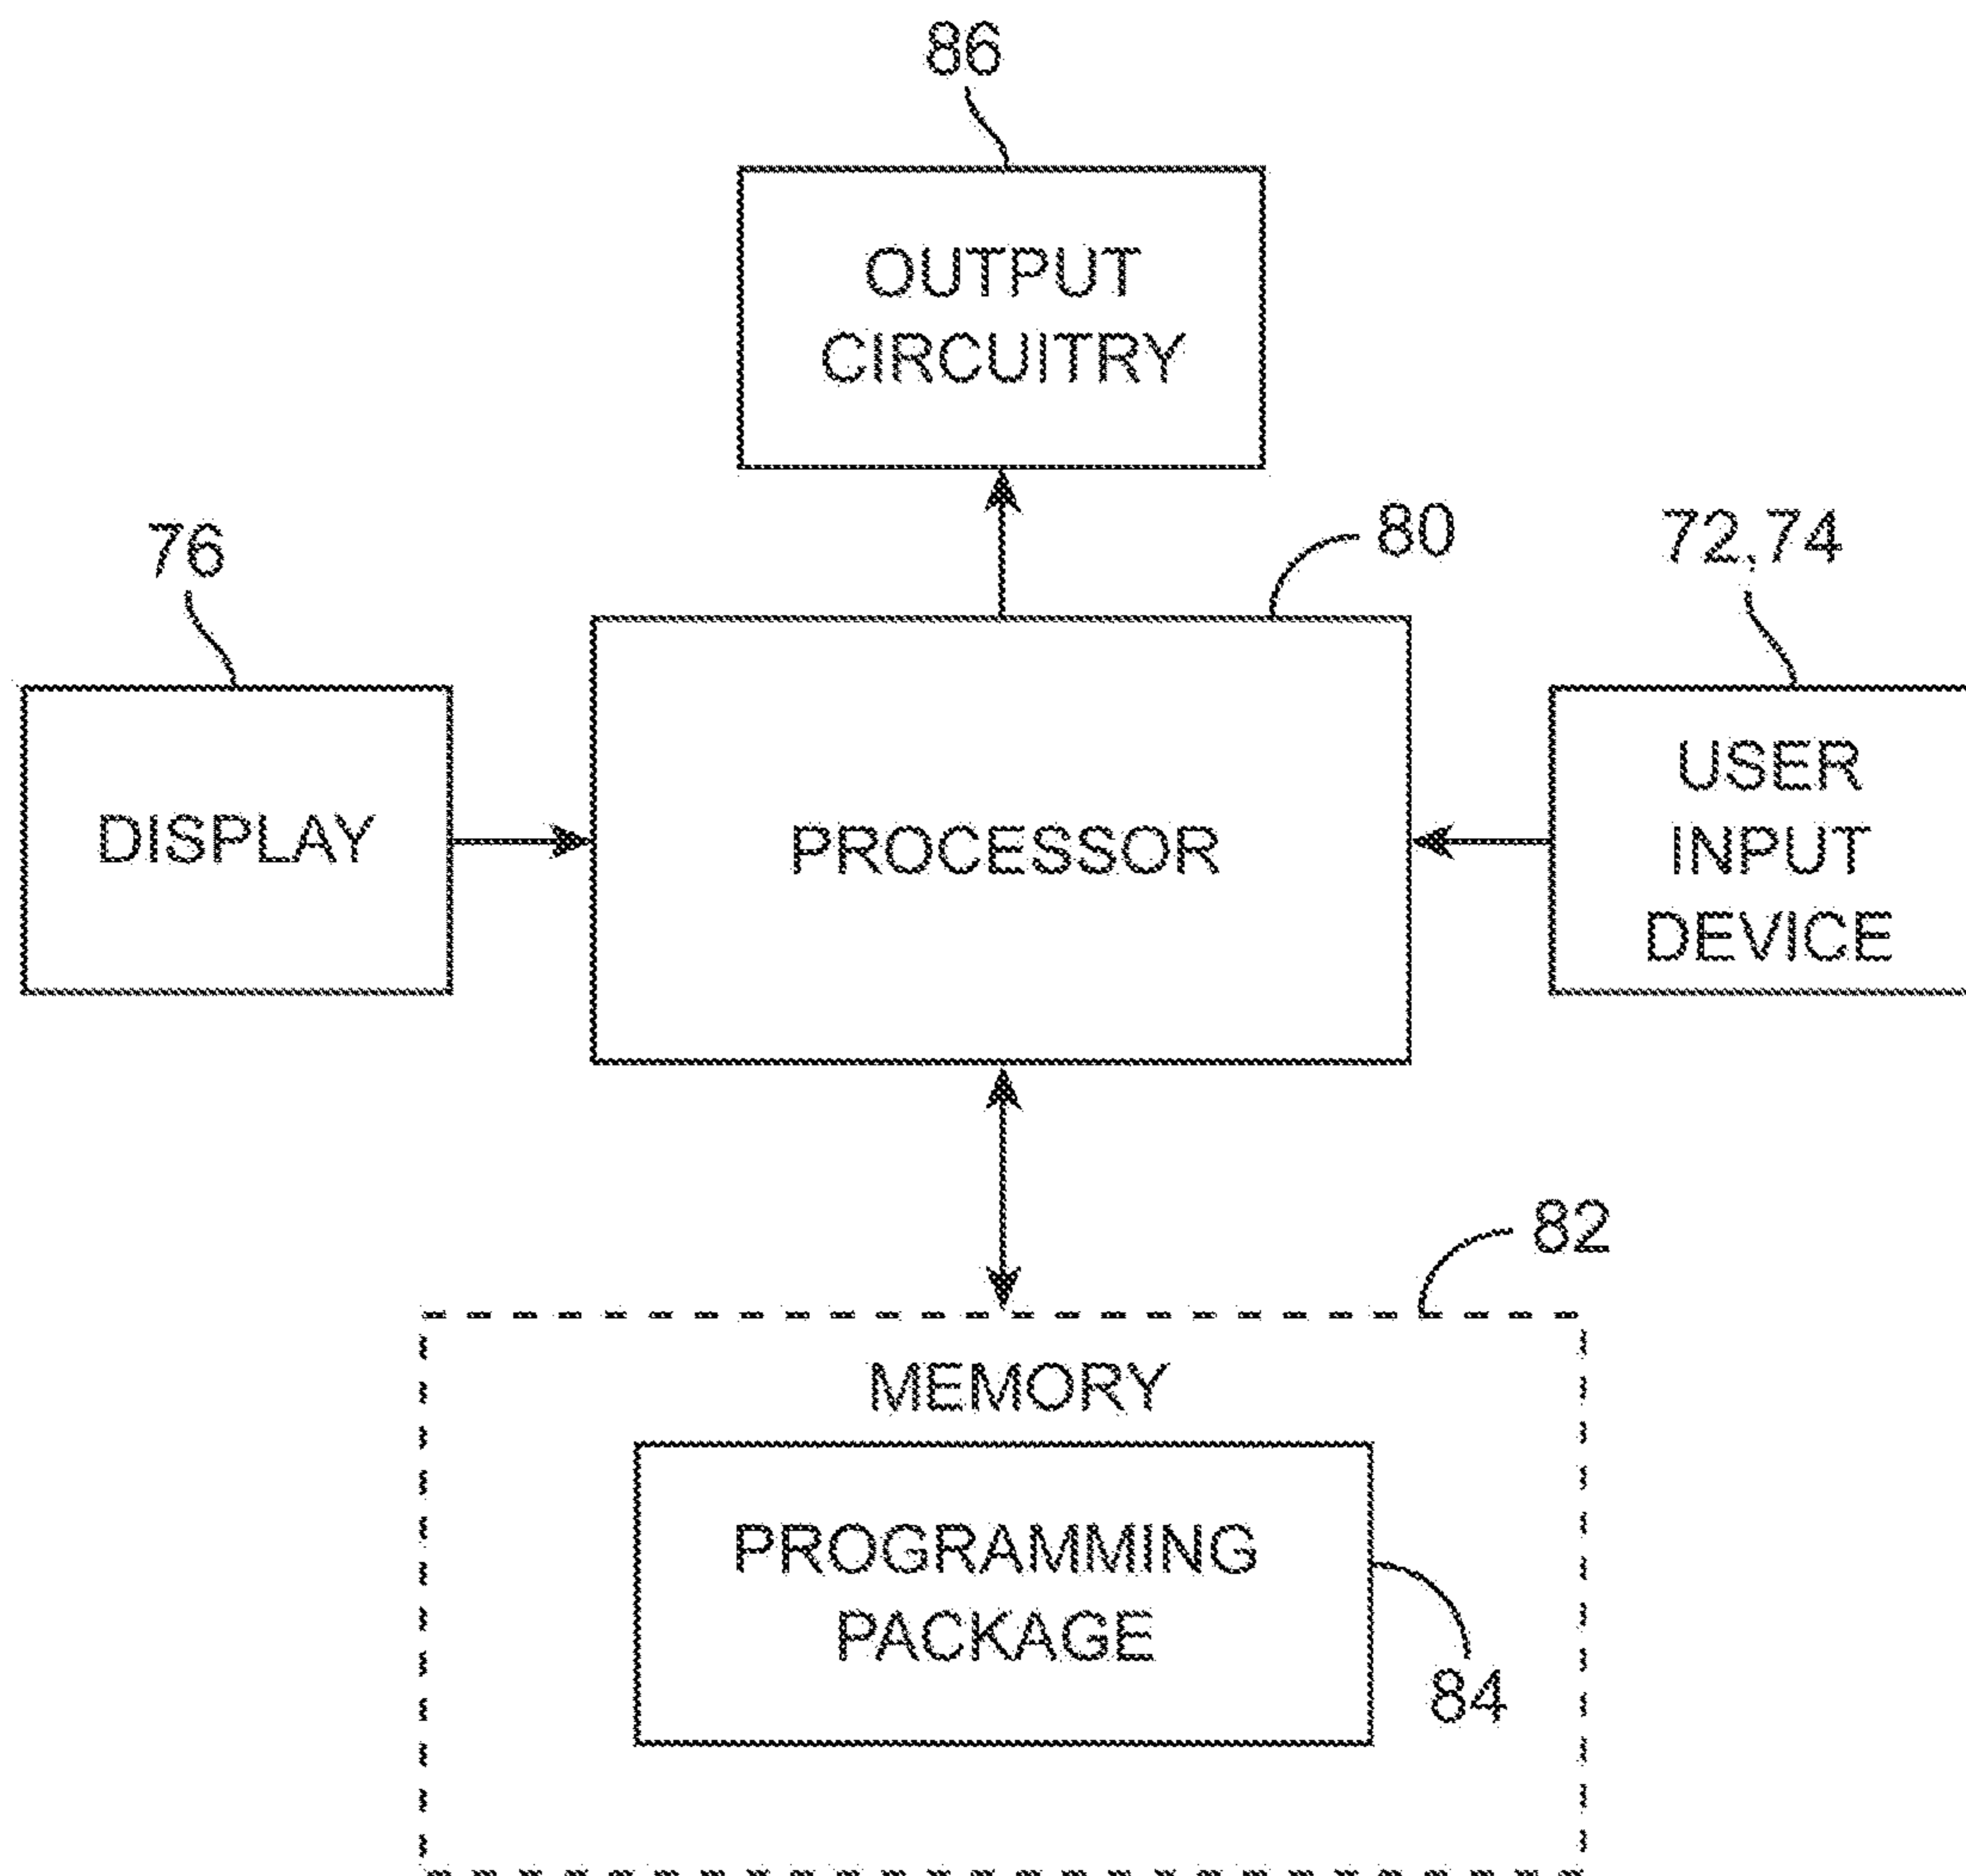 86
OUTPUT
CIRCUITRY
76
80
72,74
DISPLAY
PROCESSOR
USER
INPUT
DEVICE
82
MEMORY
PROGRAMMING
PACKAGE
84